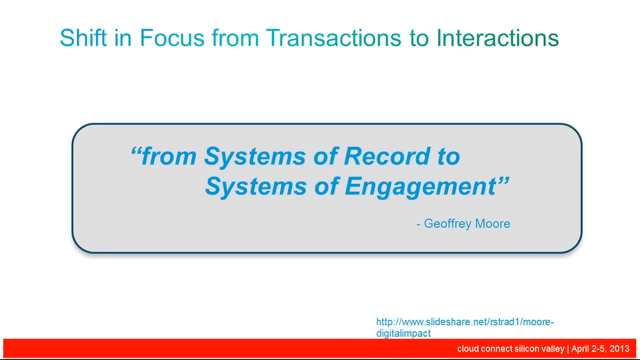 Shift in Focus from Transactions to Interactions
“from Systems of Record to
Systems of Engagement”
- Geoffrey Moore
http://www.slideshare.net/rstrad1/moore-
digitalimpact
cloud connect silicon valley | April 2-5, 2013